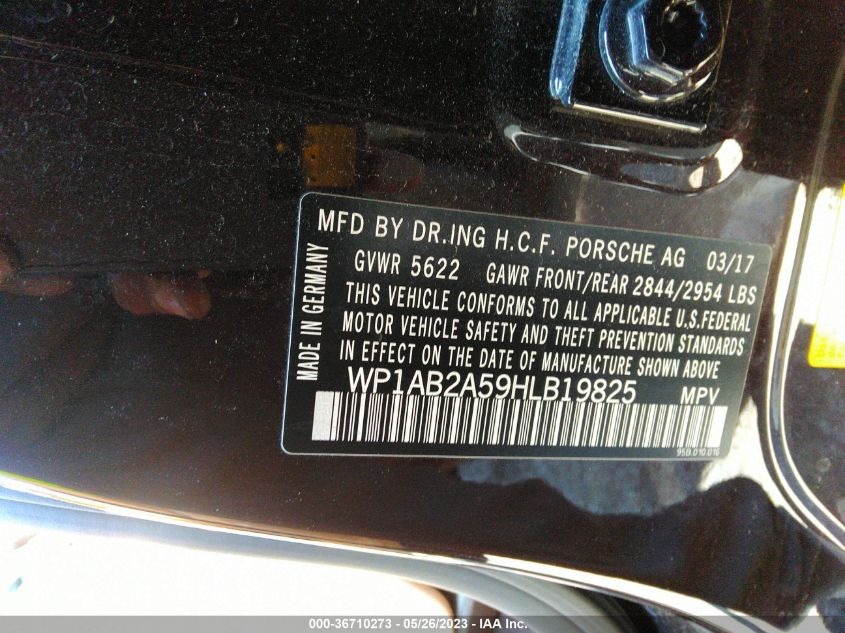 MFD BY DR.ING H.C.F. PORSCHE AG 03/17
GVWR 5622 GAWR FRONT/REAR 2844/2954 LBS
THIS VEHICLE CONFORMS TO ALL APPLICABLE U.S.FEDERAL
MOTOR VEHICLE SAFETY AND THEFT PREVENTION STANDARDS
IN EFFECT ON THE DATE OF MANUFACTURE SHOWN ABOVE
WP1AB2A59HLB19825 MPV
95B.010.016
MADE IN GERMANY
000-36710273 - 05/26/2023 - IAA Inc.